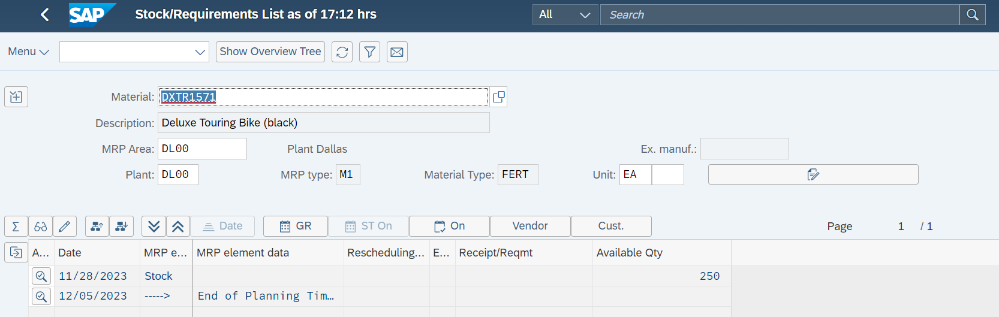 SAP Stock/Requirements List as of 17:12 hrs All Search
Menu Show Overview Tree
Material: DXTR1571
Description: Deluxe Touring Bike (black)
MRP Area: DL00 Plant Dallas Ex. manuf.:
Plant: DL00 MRP type: M1 Material Type: FERT Unit: EA
Σ Date GR ST On On Vendor Cust. Page 1 / 1
A... Date MRP e... MRP element data Rescheduling... E... Receipt/Reqmt Available Qty
11/28/2023 Stock 250
12/05/2023 -----> End of Planning Tim...